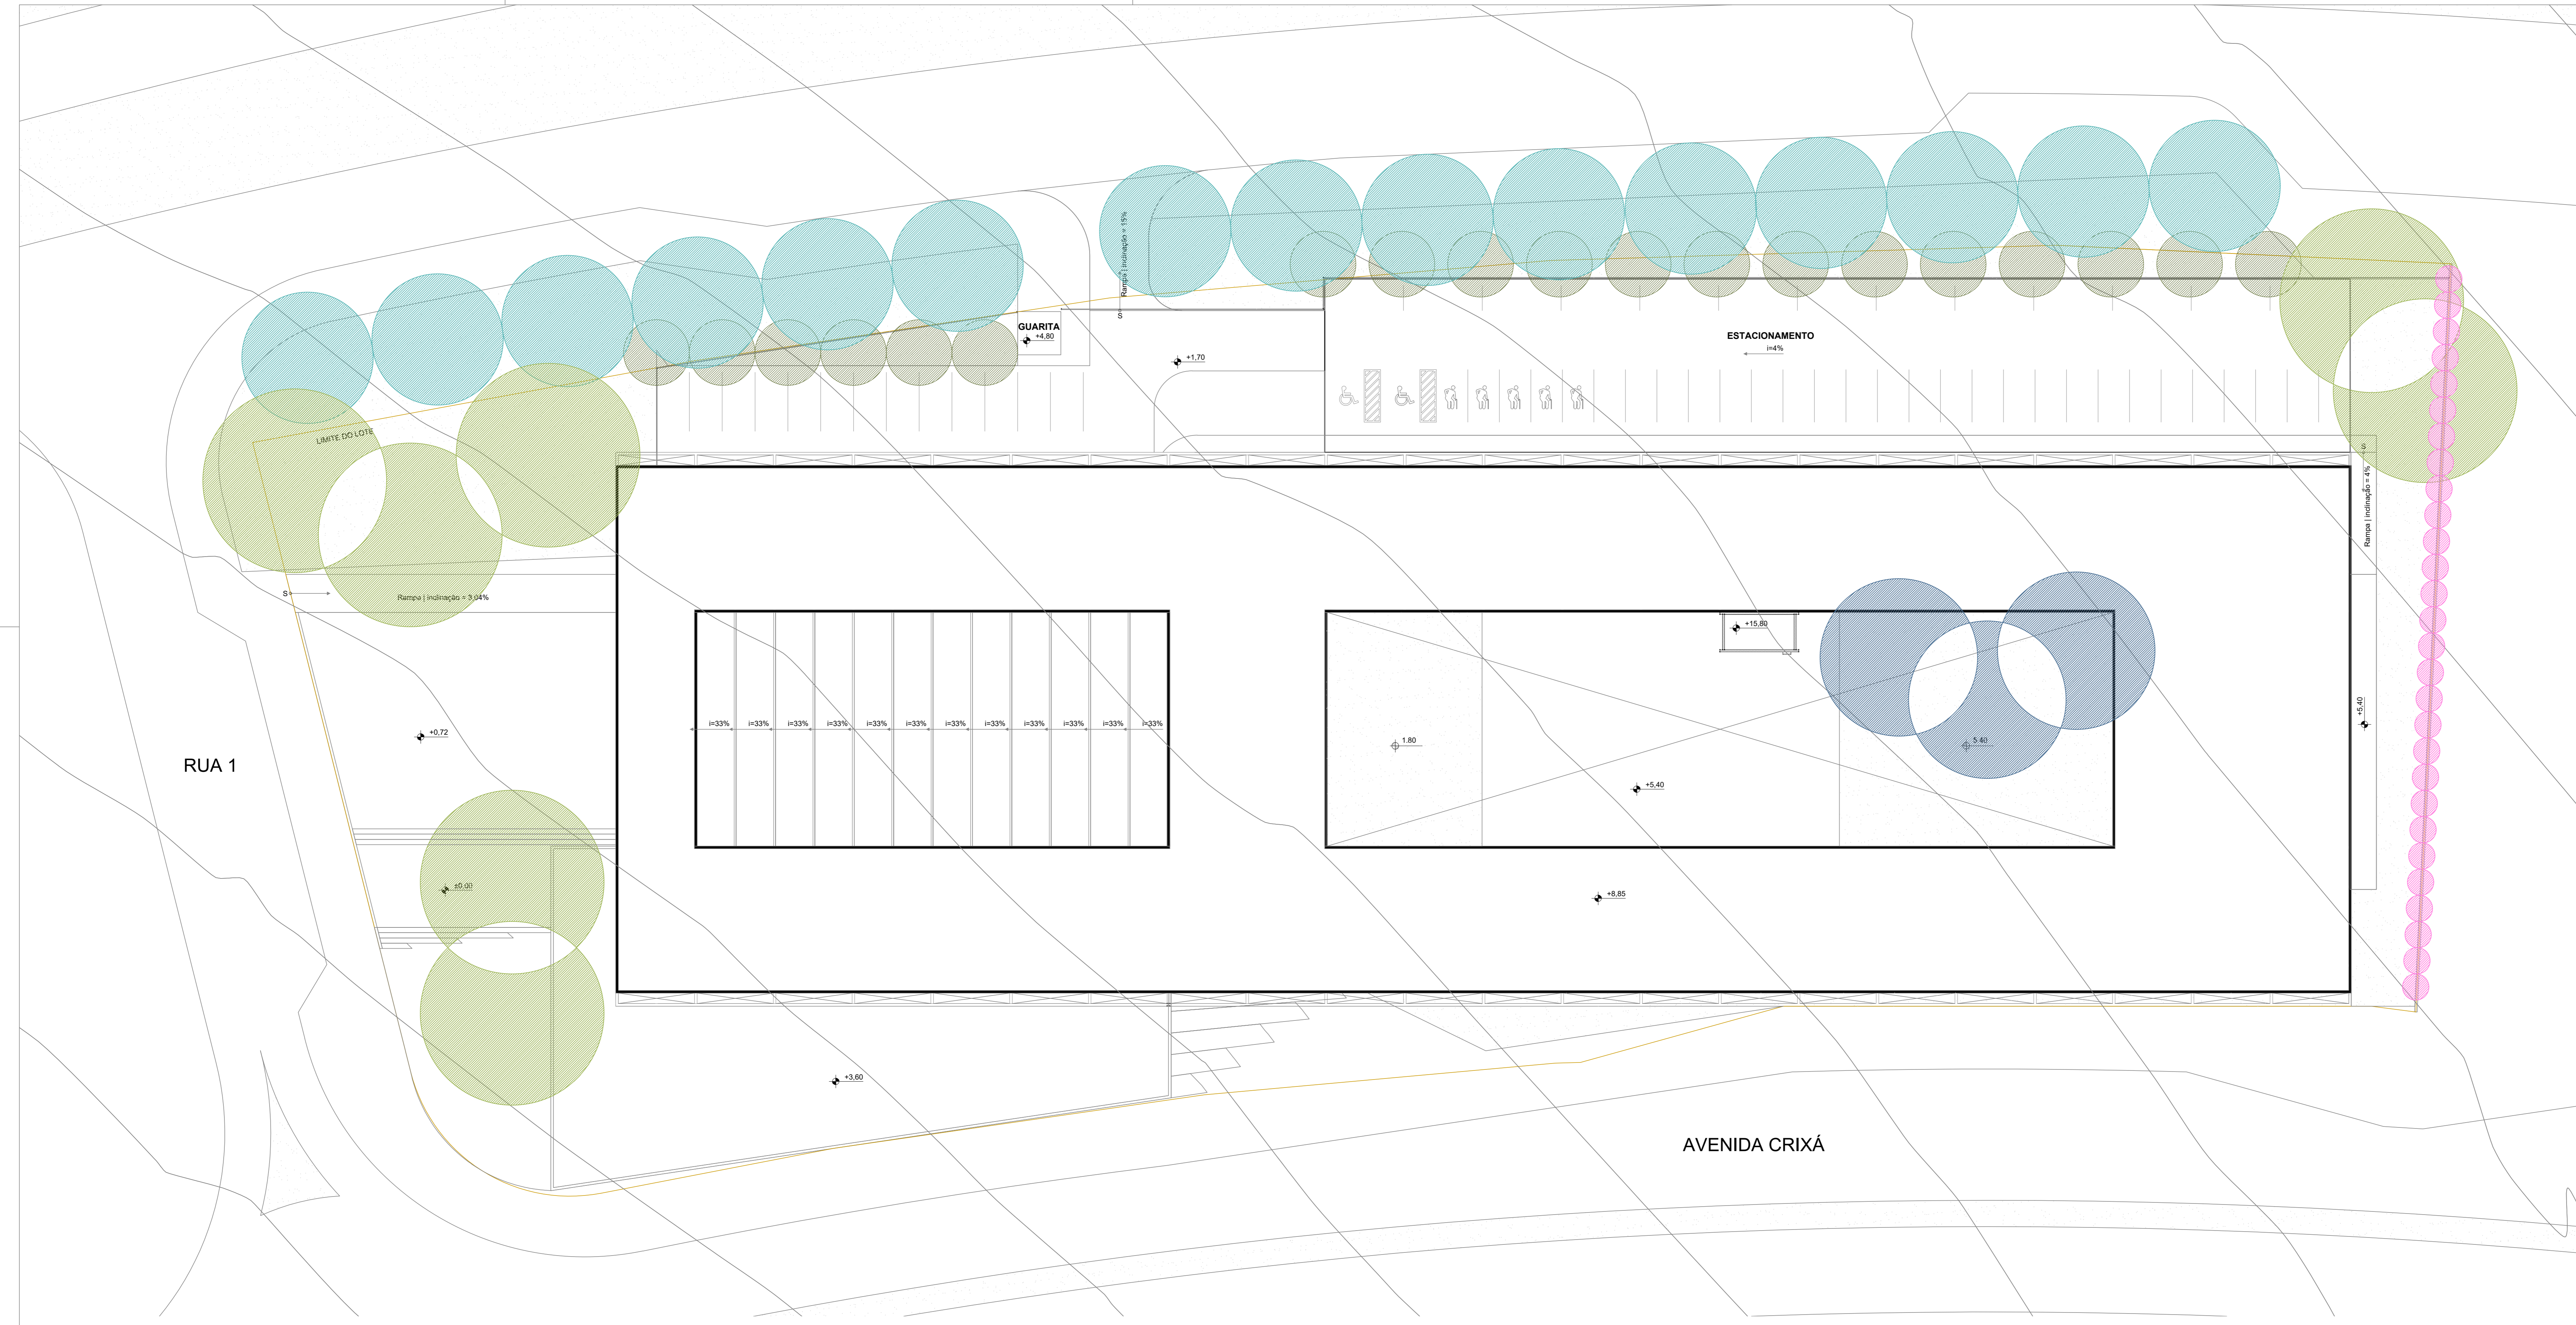 Rampa | inclinação = 15%
S
GUARITA
+4,80
+1,70
ESTACIONAMENTO
i=4%
LIMITE DO LOTE
S
Rampa | inclinação = 4%
S
Rampa | inclinação = 3,04%
+15,80
+0,72
i=33%
i=33%
i=33%
i=33%
i=33%
i=33%
i=33%
i=33%
i=33%
i=33%
i=33%
i=33%
1.80
5.40
+5,40
+5,40
RUA 1
±0,00
+8,85
+3,60
AVENIDA CRIXÁ